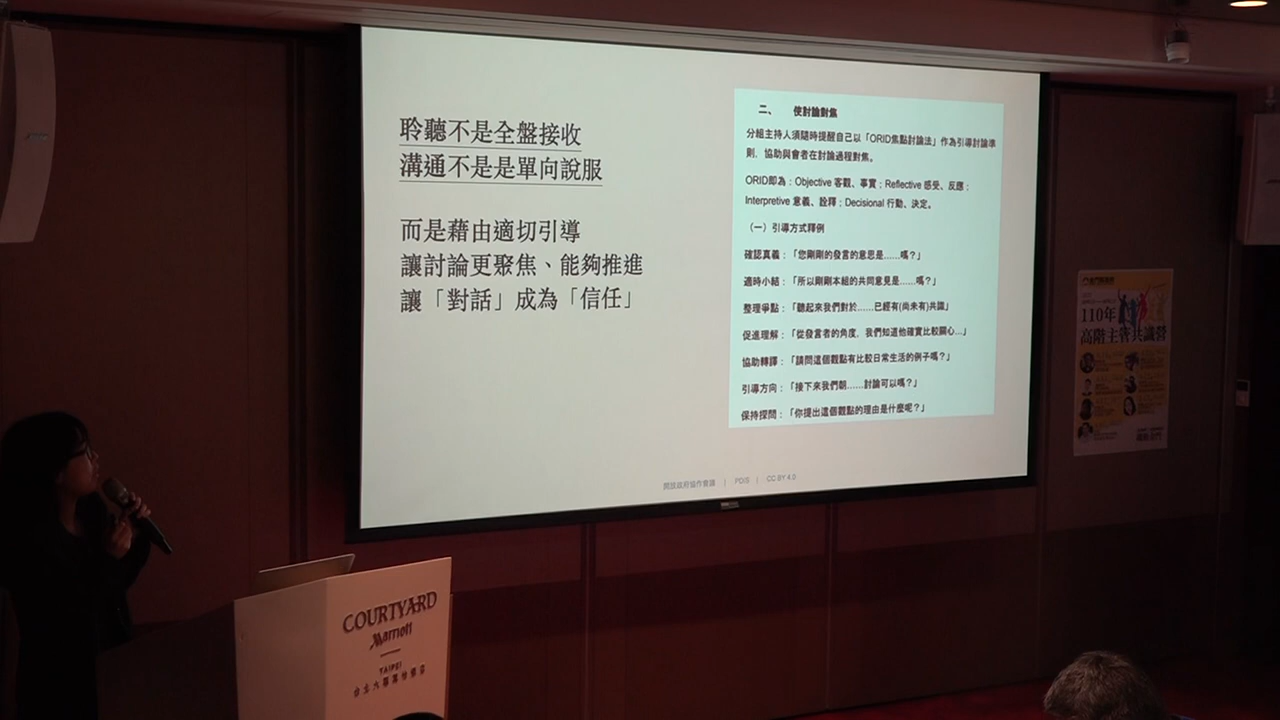 聆聽不是全盤接收
溝通不是是單向說服
而是藉由適切引導
讓討論更聚焦、能夠推進
讓「對話」成為「信任」
二、 使討論對焦
分組主持人須隨時提醒自己以「ORID焦點討論法」作為引導討論準
則，協助與會者在討論過程對焦。
ORID即為：Objective 客觀、事實；Reflective 感受、反應；
Interpretive 意義、詮釋；Decisional 行動、決定。
（一）引導方式釋例
確認真義：「您剛剛的發言的意思是……嗎？」
適時小結：「所以剛剛本組的共同意見是……嗎？」
整理爭點：「聽起來我們對於……已經有(尚未有)共識」
促進理解：「從發言者的角度，我們知道他確實比較關心...」
協助轉譯：「請問這個觀點有比較日常生活的例子嗎？」
引導方向：「接下來我們朝……討論可以嗎？」
保持探問：「你提出這個觀點的理由是什麼呢？」
開放政府協作會議 ｜ PDIS ｜ CC BY 4.0
110年
高階主管共識營
COURTYARD
Marriott
TAIPEI